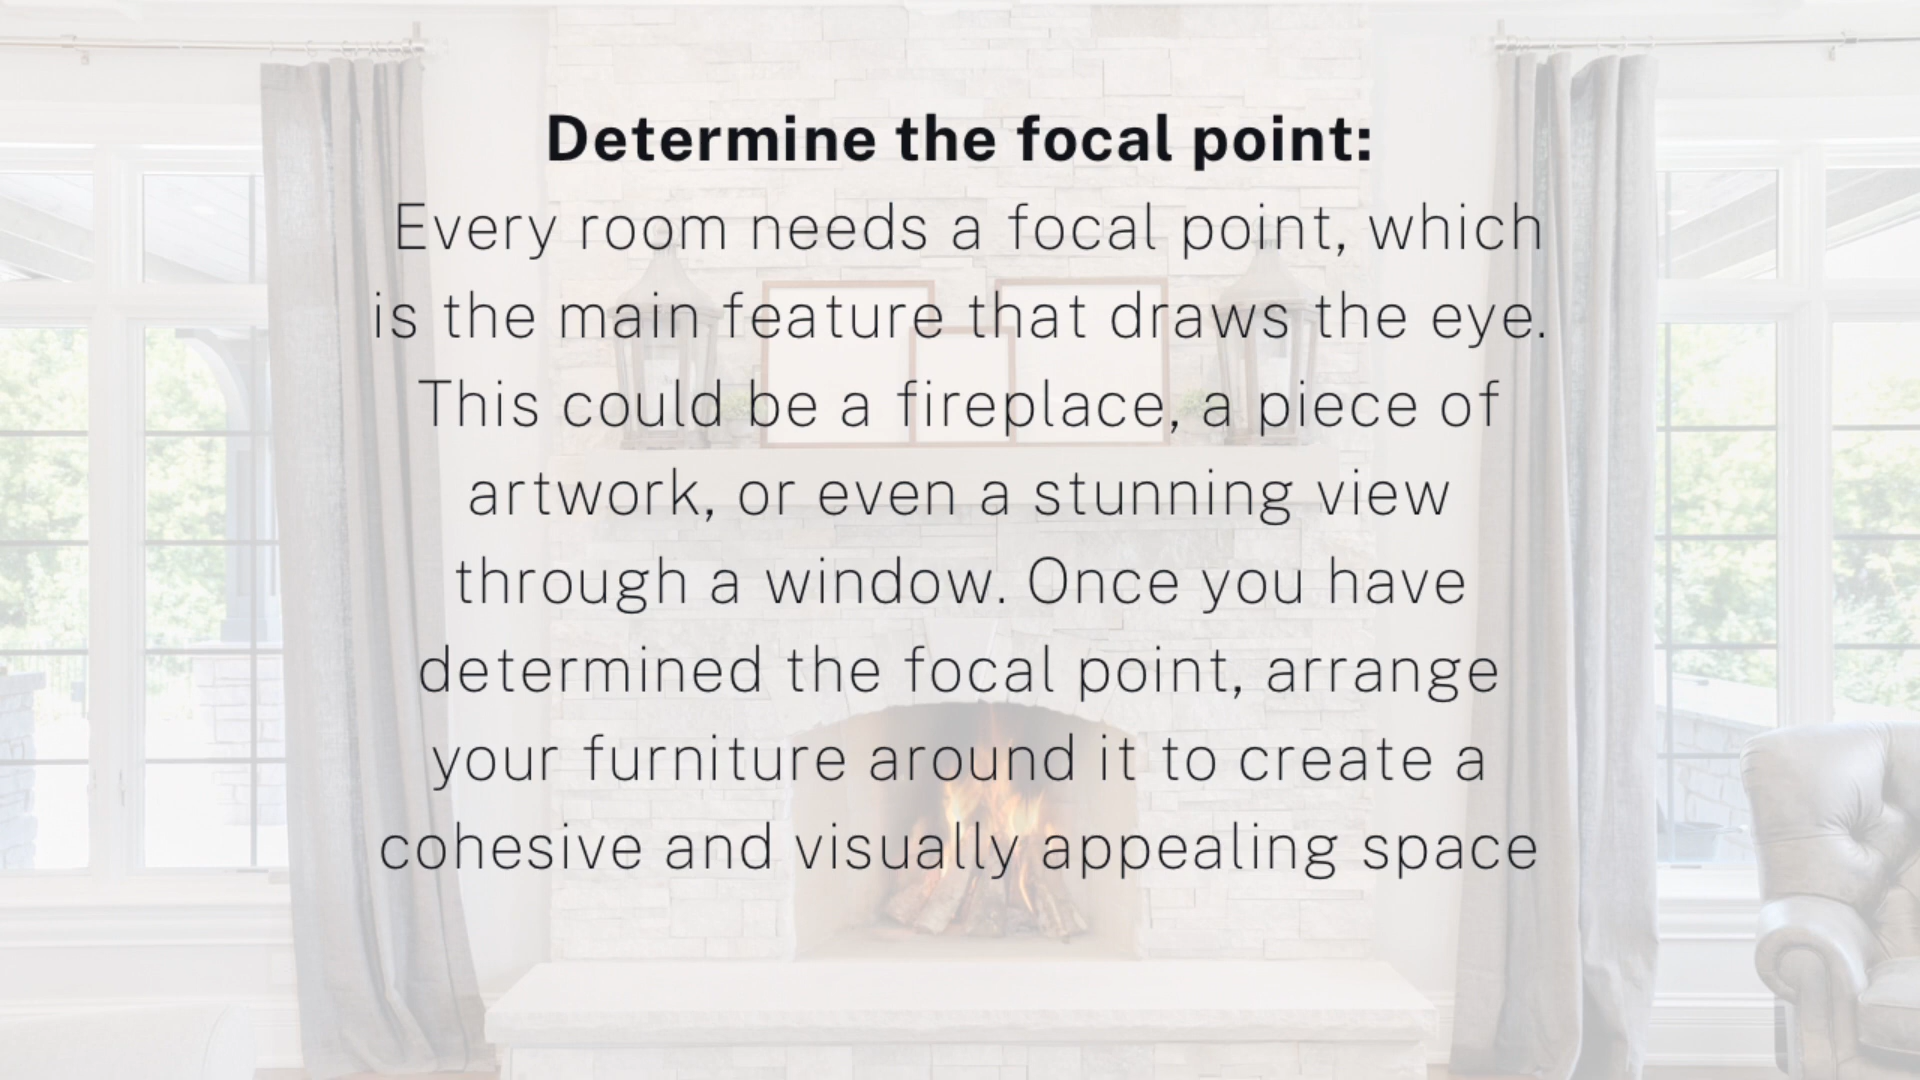 Determine the focal point:
Every room needs a focal point, which
is the main feature that draws the eye.
This could be a fireplace, a piece of
artwork, or even a stunning view
through a window. Once you have
determined the focal point, arrange
your furniture around it to create a
cohesive and visually appealing space